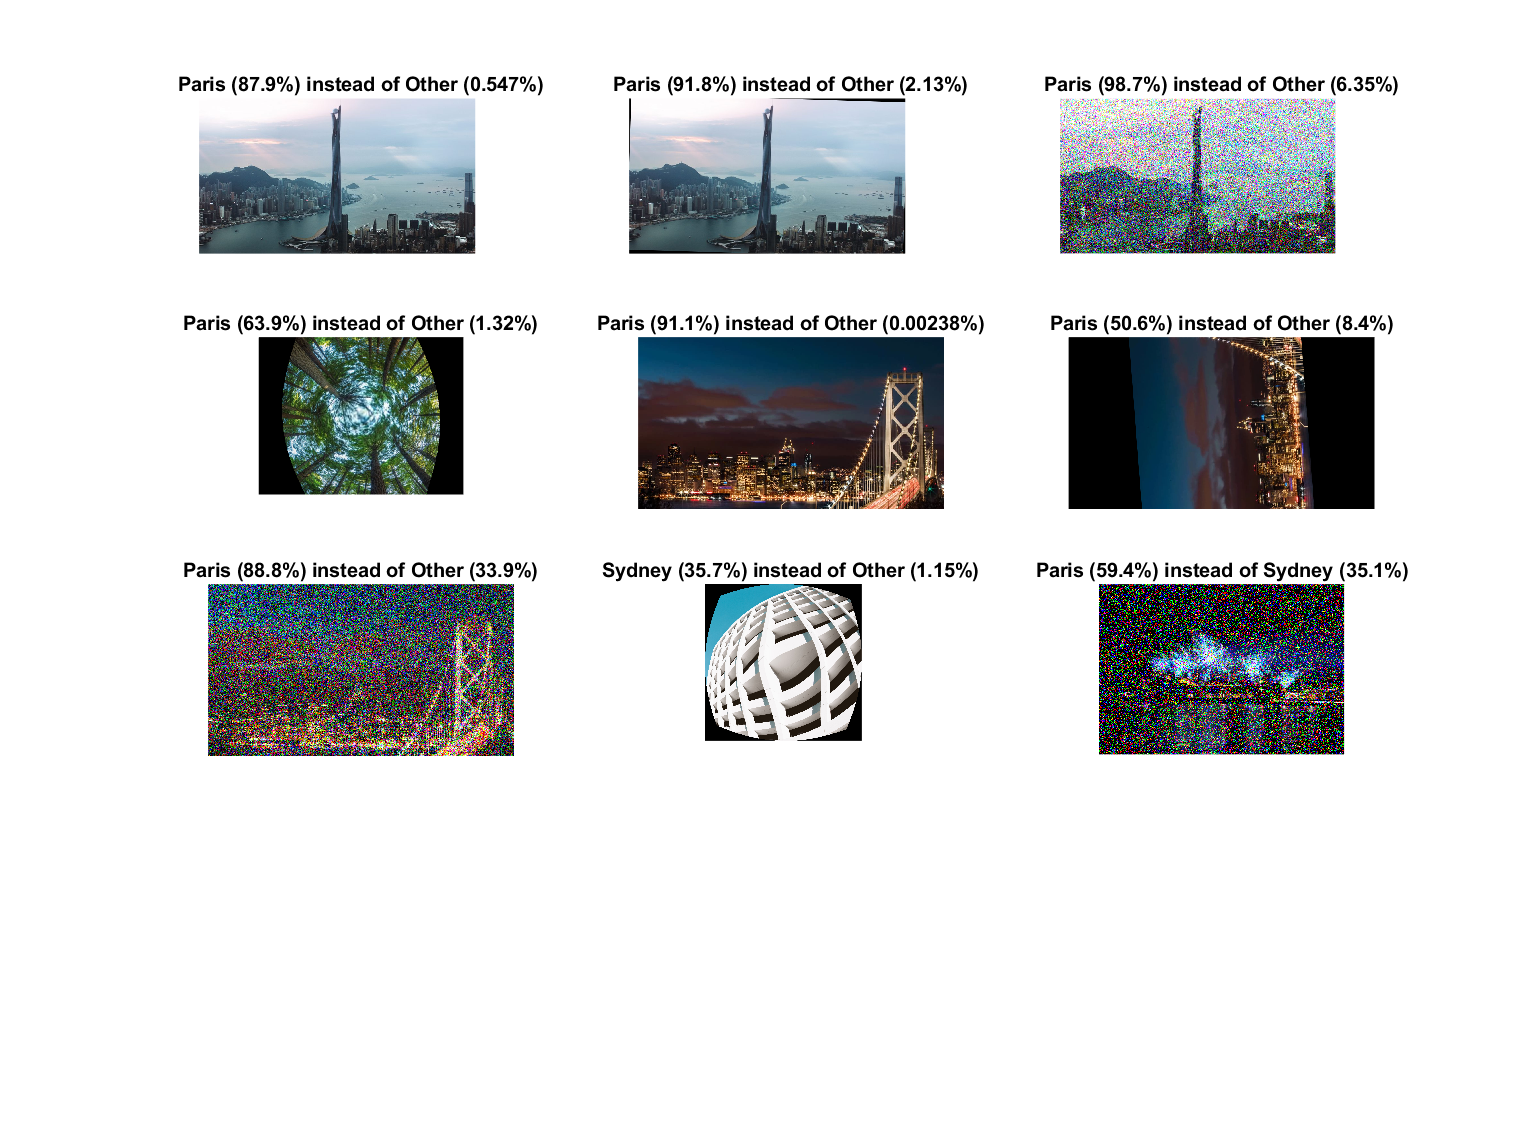 Paris (87.9%) instead of Other (0.547%)
Paris (91.8%) instead of Other (2.13%)
Paris (98.7%) instead of Other (6.35%)
Paris (63.9%) instead of Other (1.32%)
Paris (91.1%) instead of Other (0.00238%)
Paris (50.6%) instead of Other (8.4%)
Paris (88.8%) instead of Other (33.9%)
Sydney (35.7%) instead of Other (1.15%)
Paris (59.4%) instead of Sydney (35.1%)